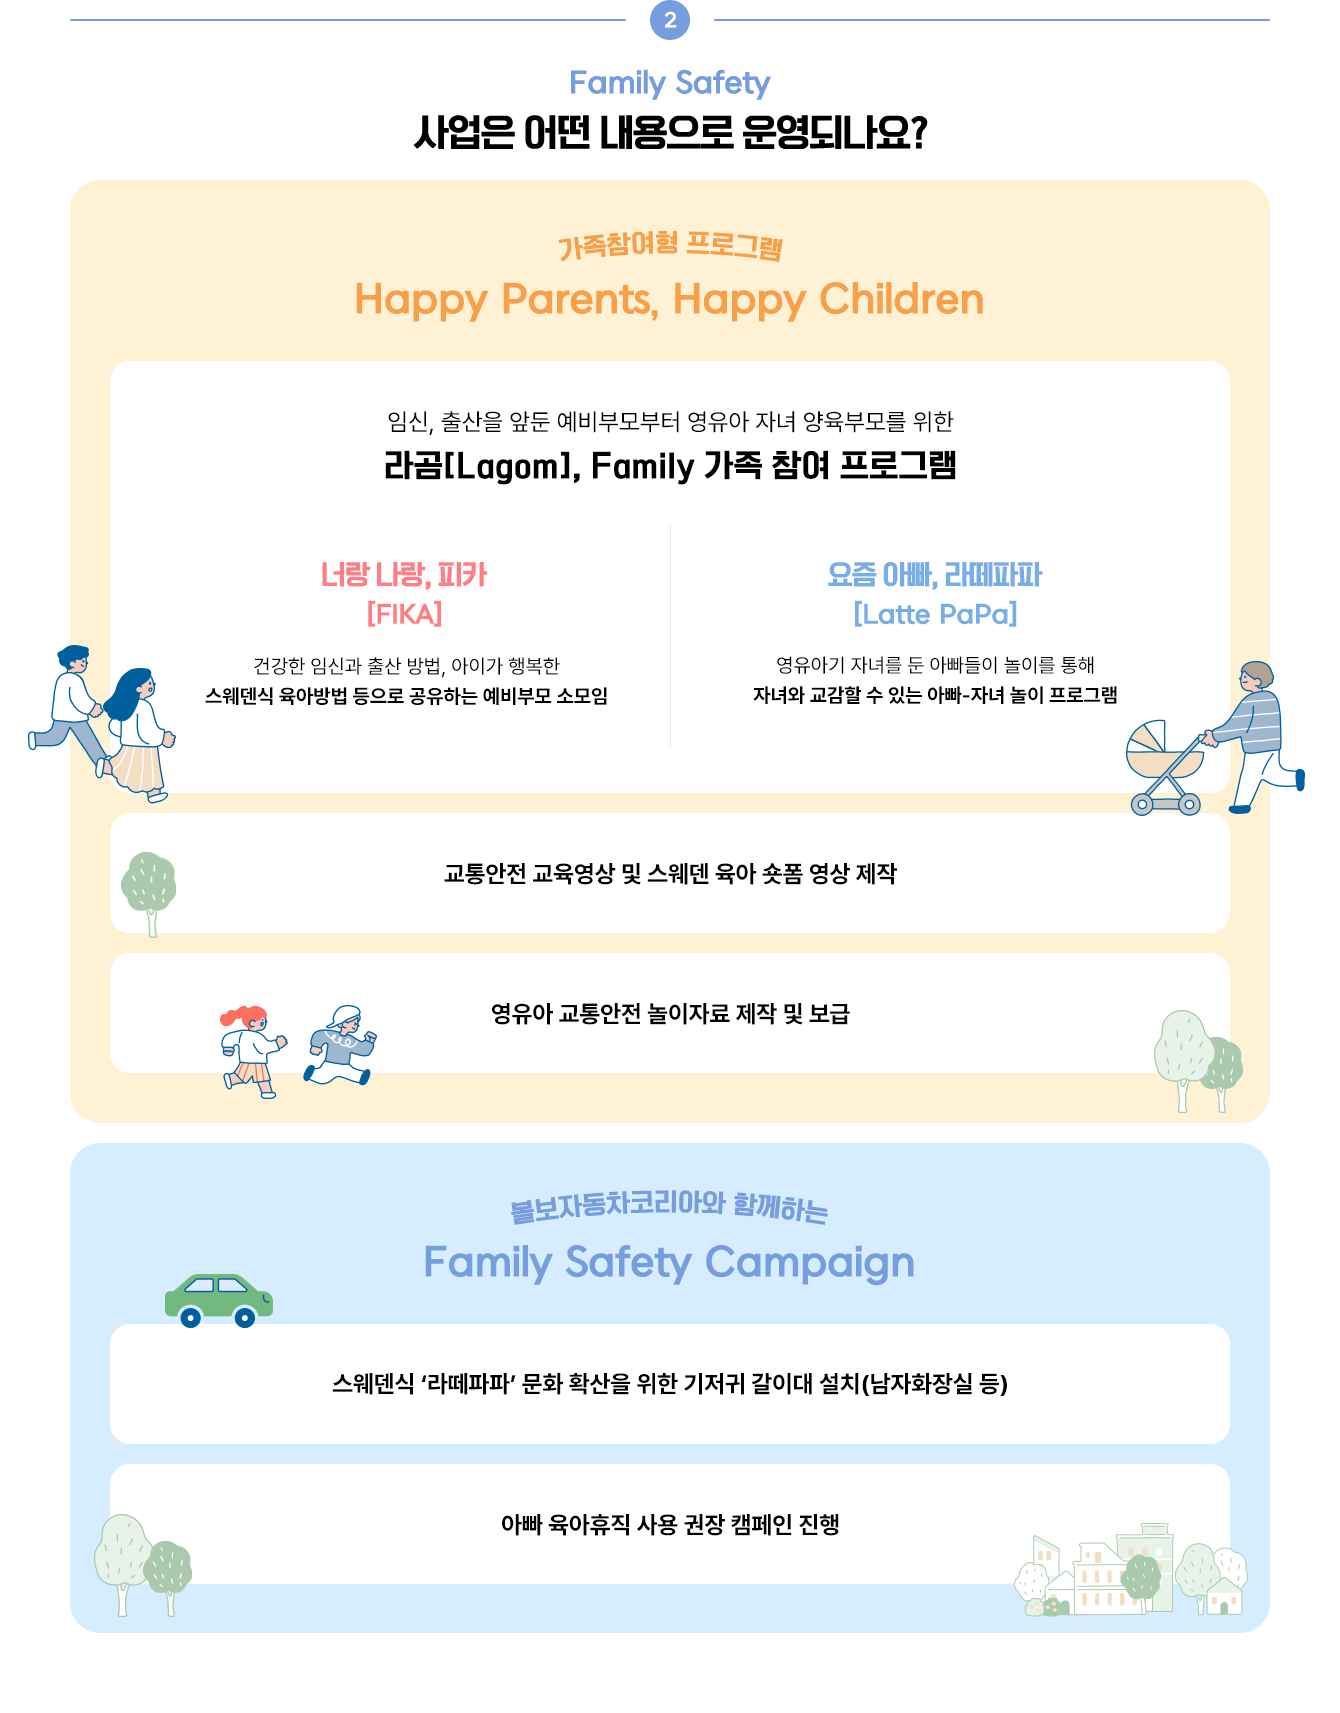 2
Family Safety
사업은 어떤 내용으로 운영되나요?
가족참여형 프로그램
Happy Parents, Happy Children
임신, 출산을 앞둔 예비부모부터 영유아 자녀 양육부모를 위한
라곰[Lagom], Family 가족 참여 프로그램
너랑 나랑, 피카
[FIKA]
건강한 임신과 출산 방법, 아이가 행복한
스웨덴식 육아방법 등으로 공유하는 예비부모 소모임
요즘 아빠, 라떼파파
[Latte PaPa]
영유아기 자녀를 둔 아빠들이 놀이를 통해
자녀와 교감할 수 있는 아빠-자녀 놀이 프로그램
교통안전 교육영상 및 스웨덴 육아 숏폼 영상 제작
영유아 교통안전 놀이자료 제작 및 보급
볼보자동차코리아와 함께하는
Family Safety Campaign
스웨덴식 ‘라떼파파’ 문화 확산을 위한 기저귀 갈이대 설치(남자화장실 등)
아빠 육아휴직 사용 권장 캠페인 진행